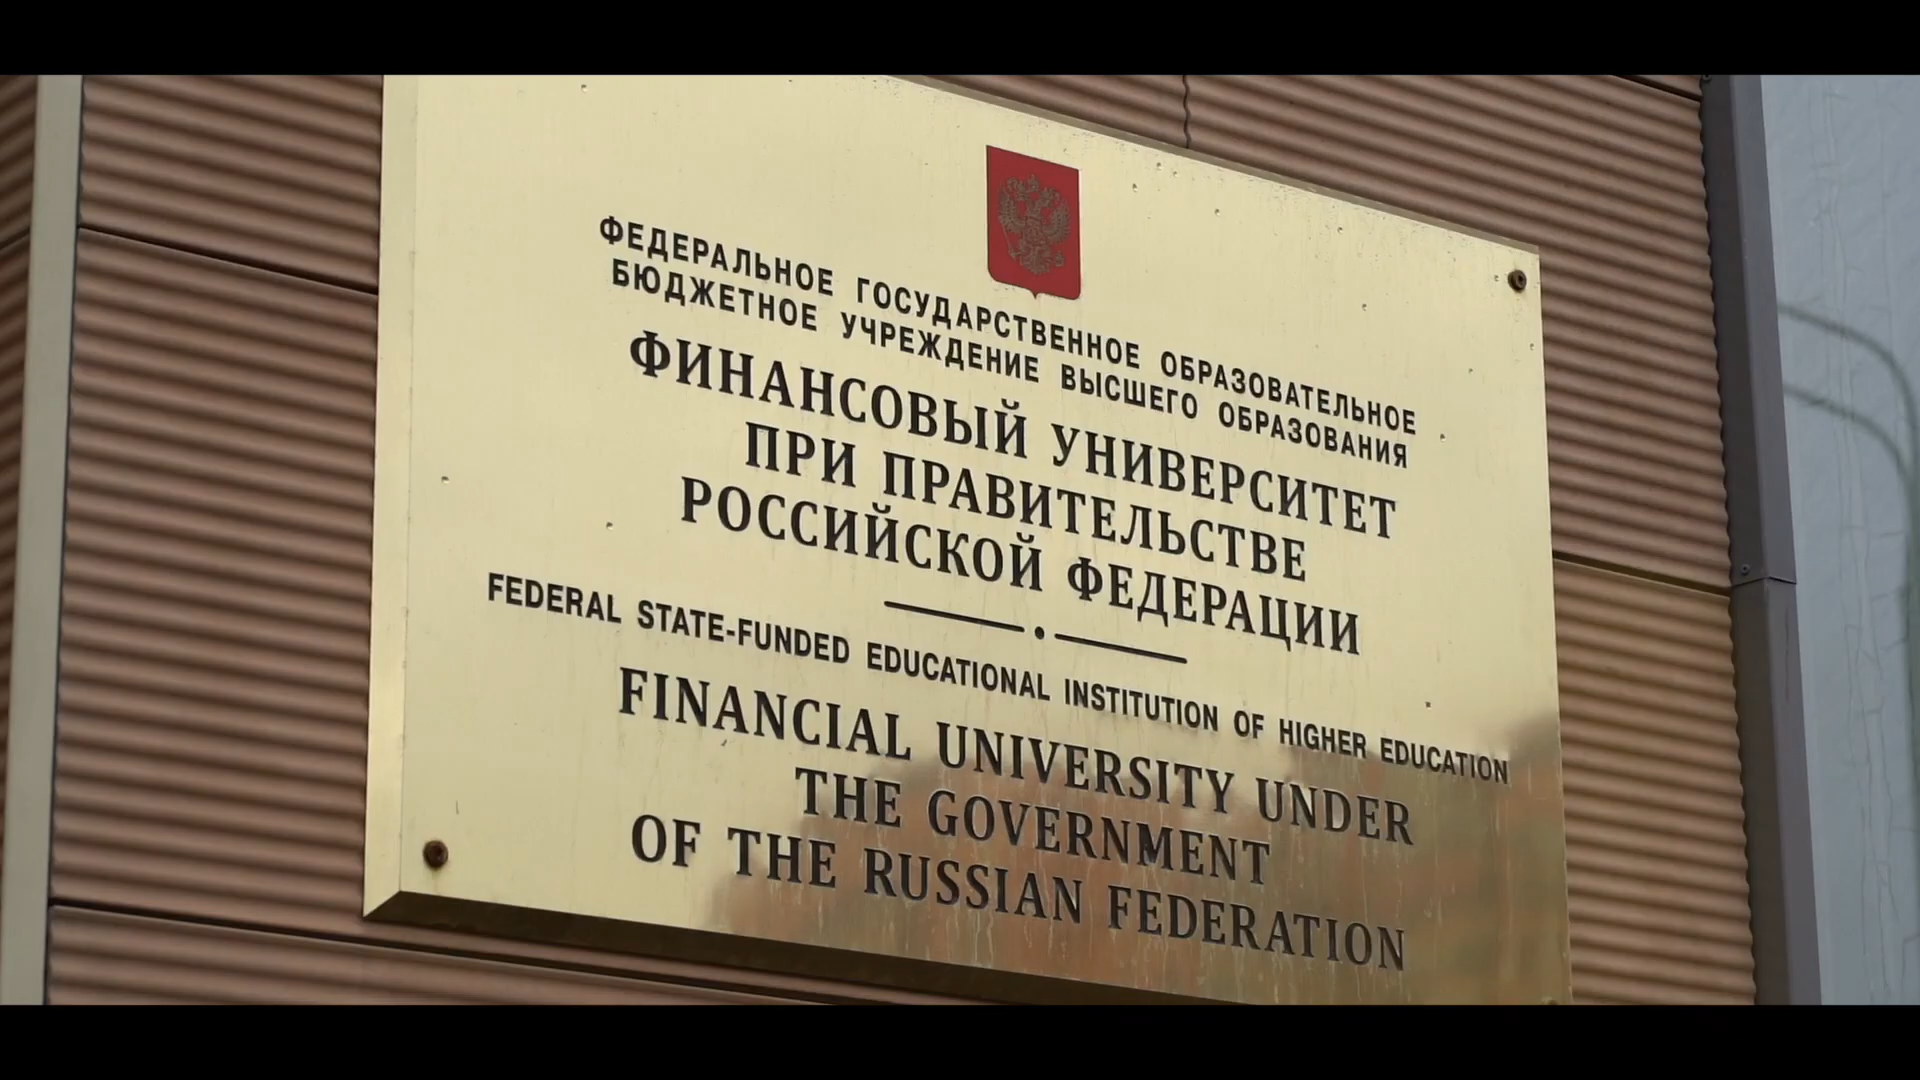 ФЕДЕРАЛЬНОЕ ГОСУДАРСТВЕННОЕ ОБРАЗОВАТЕЛЬНОЕ
БЮДЖЕТНОЕ УЧРЕЖДЕНИЕ ВЫСШЕГО ОБРАЗОВАНИЯ
ФИНАНСОВЫЙ УНИВЕРСИТЕТ
ПРИ ПРАВИТЕЛЬСТВЕ
РОССИЙСКОЙ ФЕДЕРАЦИИ
FEDERAL STATE-FUNDED EDUCATIONAL INSTITUTION OF HIGHER EDUCATION
FINANCIAL UNIVERSITY UNDER
THE GOVERNMENT
OF THE RUSSIAN FEDERATION